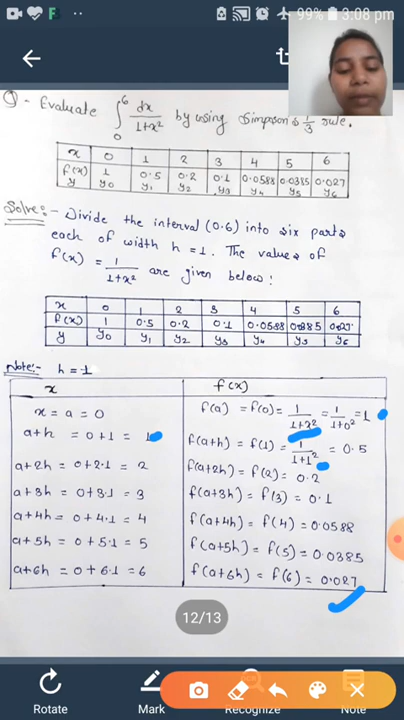 99% 3:08 pm
Q - Evaluate ∫₀⁶ dx/1+x² by using Simpson's 1/3 rule.
x 0 1 2 3 4 5 6
f(x) 1 0.5 0.2 0.1 0.0588 0.0385 0.027
y y₀ y₁ y₂ y₃ y₄ y₅ y₆
Solve:- Divide the interval (0.6) into six parts
each of width h = 1. The values of
f(x) = 1/1+x² are given below:
x 0 1 2 3 4 5 6
f(x) 1 0.5 0.2 0.1 0.0588 0.0385 0.027.
y y₀ y₁ y₂ y₃ y₄ y₅ y₆
Note:- h = 1
x f(x)
x = a = 0 f(a) = f(0) = 1/1+x² = 1/1+0² = 1
a+h = 0+1 = 1 f(a+h) = f(1) = 1/1+1² = 0.5
a+2h = 0+2.1 = 2 f(a+2h) = f(2) = 0.2
a+3h = 0+3.1 = 3 f(a+3h) = f(3) = 0.1
a+4h = 0+4.1 = 4 f(a+4h) = f(4) = 0.0588
a+5h = 0+5.1 = 5 f(a+5h) = f(5) = 0.0385
a+6h = 0+6.1 = 6 f(a+6h) = f(6) = 0.027
12/13
Rotate Mark Recognize Note